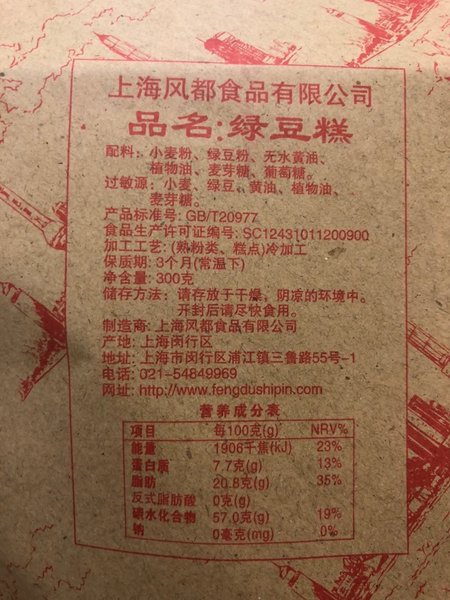 上海风都食品有限公司
品名:绿豆糕
配料: 小麦粉、绿豆粉、无水黄油、
植物油、麦芽糖、葡萄糖。
过敏源: 小麦、绿豆、黄油、植物油、
麦芽糖。
产品标准号: GB/T20977
食品生产许可证编号: SC12431011200900
加工工艺: (熟粉类、糕点)冷加工
保质期: 3个月(常温下)
净含量: 300克
储存方法: 请存放于干燥，阴凉的环境中。
开封后请尽快食用。
制造商: 上海风都食品有限公司
产地: 上海闵行区
地址: 上海市闵行区浦江镇三鲁路55号-1
电话: 021-54849969
网址: http://www.fengdushipin.com
营养成分表
项目 每100克(g) NRV%
能量 1906千焦(kJ) 23%
蛋白质 7.7克(g) 13%
脂肪 20.8克(g) 35%
反式脂肪酸 0克(g)
碳水化合物 57.0克(g) 19%
钠 0毫克(mg) 0%